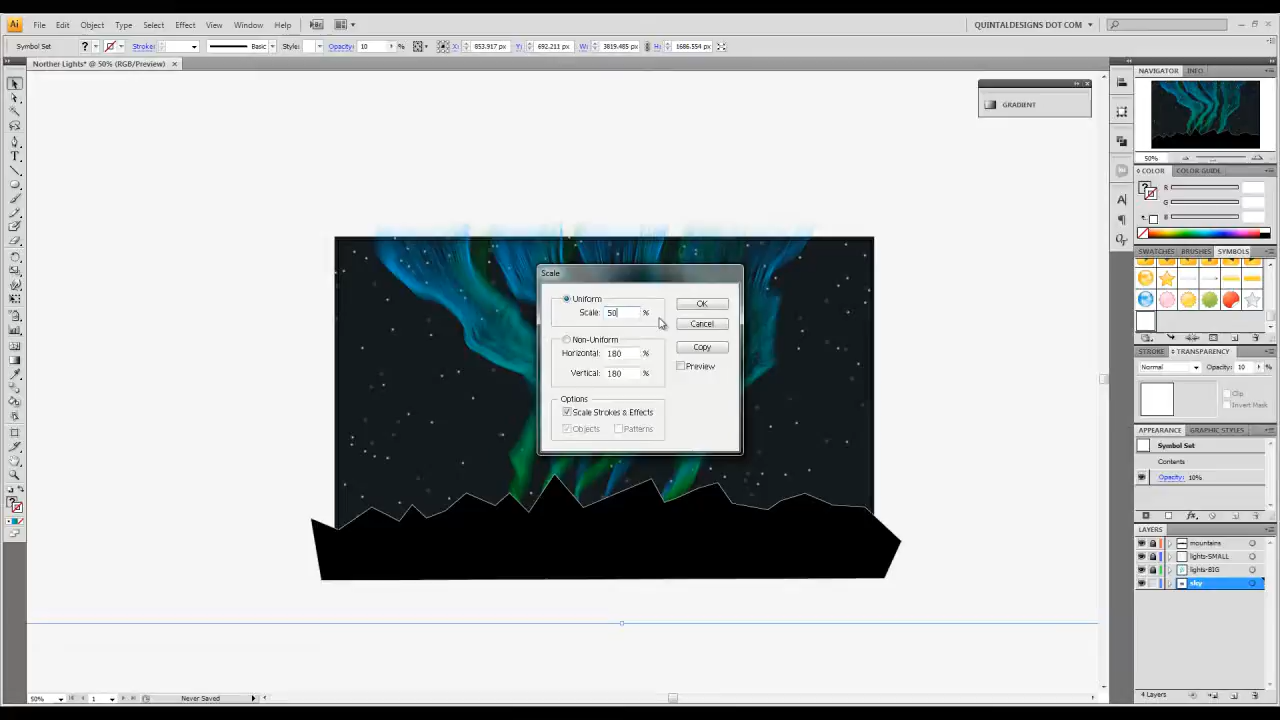 Ai File Edit Object Type Select Effect View Window Help Br QUINTALDESIGNS DOT COM
Symbol Set ? Stroke: Basic Style: Opacity: 10 % X: 853.917 px Y: 692.211 px W: 3819.485 px H: 1686.554 px
Norther Lights* @ 50% (RGB/Preview)
NAVIGATOR INFO
GRADIENT
50%
COLOR COLOR GUIDE
R
G
B
SWATCHES BRUSHES SYMBOLS
Scale
Uniform
Scale: 50 %
Non-Uniform
Horizontal: 180 %
Vertical: 180 %
Options
Scale Strokes & Effects
Objects Patterns
OK
Cancel
Copy
Preview
STROKE TRANSPARENCY
Normal Opacity: 10 %
Clip
Invert Mask
APPEARANCE GRAPHIC STYLES
Symbol Set
Contents
Opacity: 10%
LAYERS
mountains
lights-SMALL
lights-BIG
sky
4 Layers
50% 1 Never Saved